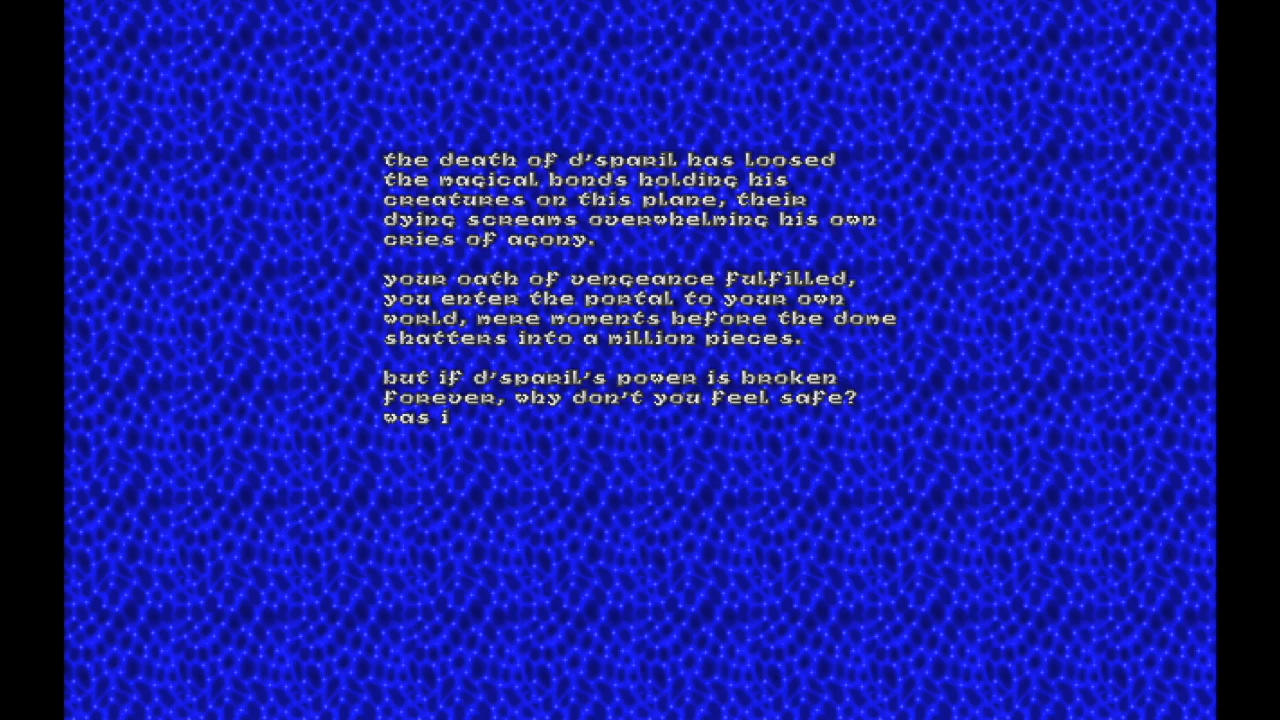 the death of d'sparil has loosed
the magical bonds holding his
creatures on this plane, their
dying screams overwhelming his own
cries of agony.
your oath of vengeance fulfilled,
you enter the portal to your own
world, mere moments before the dome
shatters into a million pieces.
but if d'sparil's power is broken
forever, why don't you feel safe?
was i